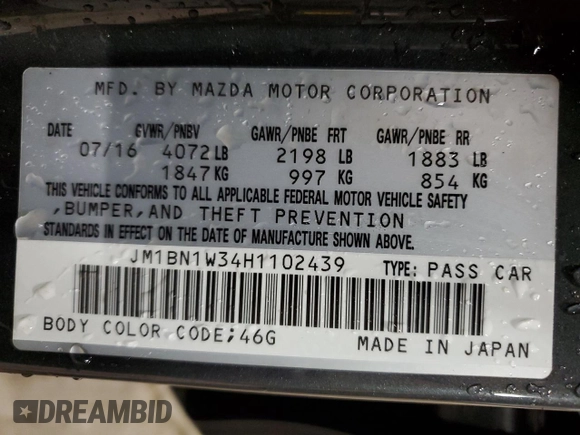 MFD. BY MAZDA MOTOR CORPORATION
DATE GVWR/PNBV GAWR/PNBE FRT GAWR/PNBE RR
07/16 4072 LB 2198 LB 1883 LB
1847 KG 997 KG 854 KG
THIS VEHICLE CONFORMS TO ALL APPLICABLE FEDERAL MOTOR VEHICLE SAFETY
,BUMPER,AND THEFT PREVENTION
STANDARDS IN EFFECT ON THE DATE OF MANUFACTURE SHOWN ABOVE.
JM1BN1W34H1102439 TYPE: PASS CAR
BODY COLOR CODE;46G MADE IN JAPAN
DREAMBID